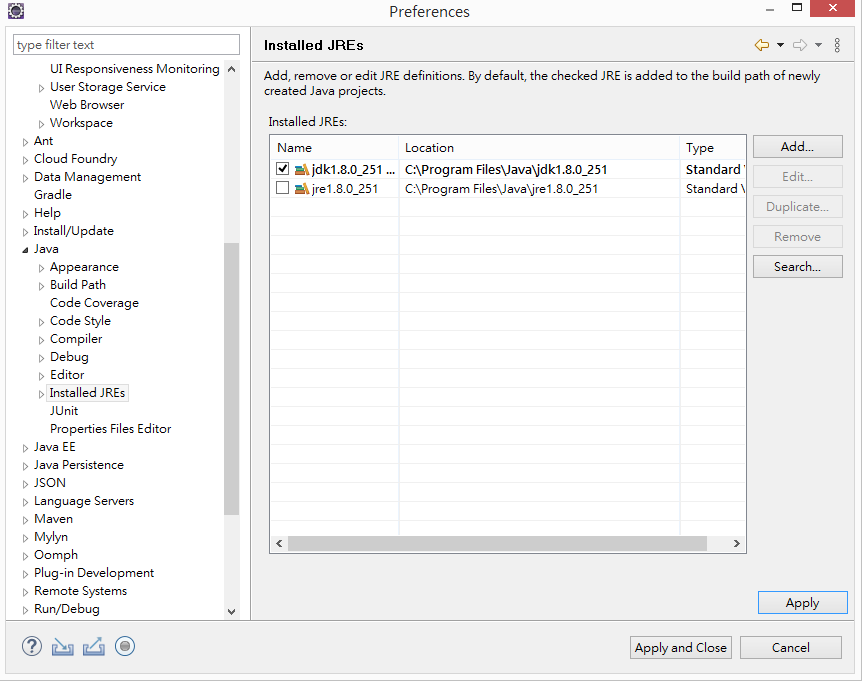 Preferences
type filter text
UI Responsiveness Monitoring
User Storage Service
Web Browser
Workspace
Ant
Cloud Foundry
Data Management
Gradle
Help
Install/Update
Java
Appearance
Build Path
Code Coverage
Code Style
Compiler
Debug
Editor
Installed JREs
JUnit
Properties Files Editor
Java EE
Java Persistence
JSON
Language Servers
Maven
Mylyn
Oomph
Plug-in Development
Remote Systems
Run/Debug
Installed JREs
Add, remove or edit JRE definitions. By default, the checked JRE is added to the build path of newly
created Java projects.
Installed JREs:
Name Location Type
jdk1.8.0_251 ... C:\Program Files\Java\jdk1.8.0_251 Standard
jre1.8.0_251 C:\Program Files\Java\jre1.8.0_251 Standard
Add...
Edit...
Duplicate...
Remove
Search...
Apply
Apply and Close Cancel